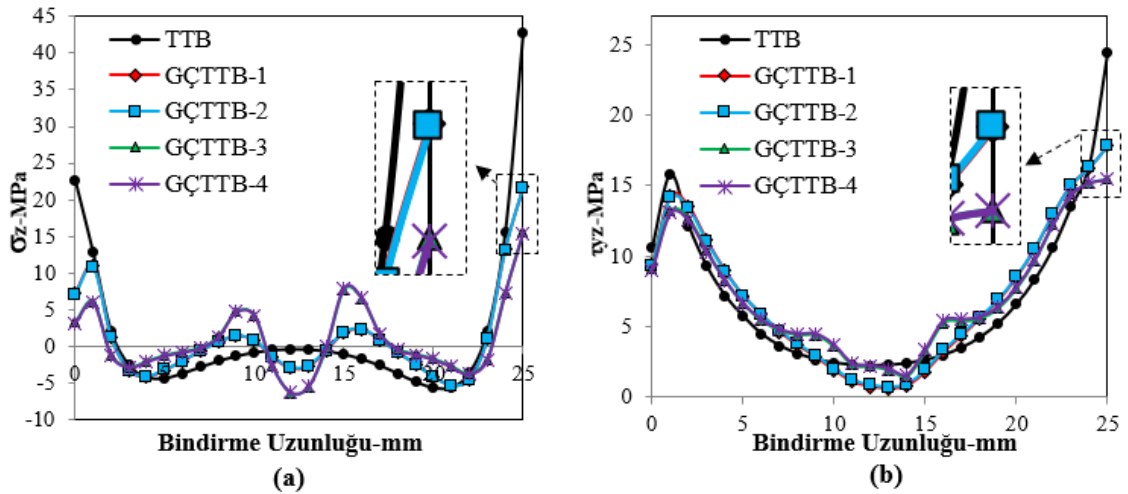 45
40
35
30
25
20
15
10
5
0
-5
-10
σz-MPa
TTB
GÇTTB-1
GÇTTB-2
GÇTTB-3
GÇTTB-4
0
5
10
15
20
25
Bindirme Uzunluğu-mm
(a)
25
20
15
10
5
0
τyz-MPa
TTB
GÇTTB-1
GÇTTB-2
GÇTTB-3
GÇTTB-4
0
5
10
15
20
25
Bindirme Uzunluğu-mm
(b)